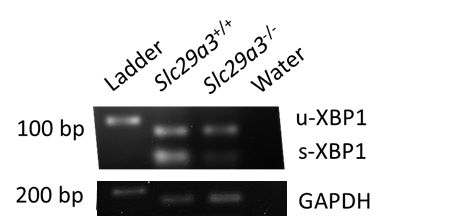 Ladder Slc29a3+/+ Slc29a3-/- Water
100 bp u-XBP1
s-XBP1
200 bp GAPDH